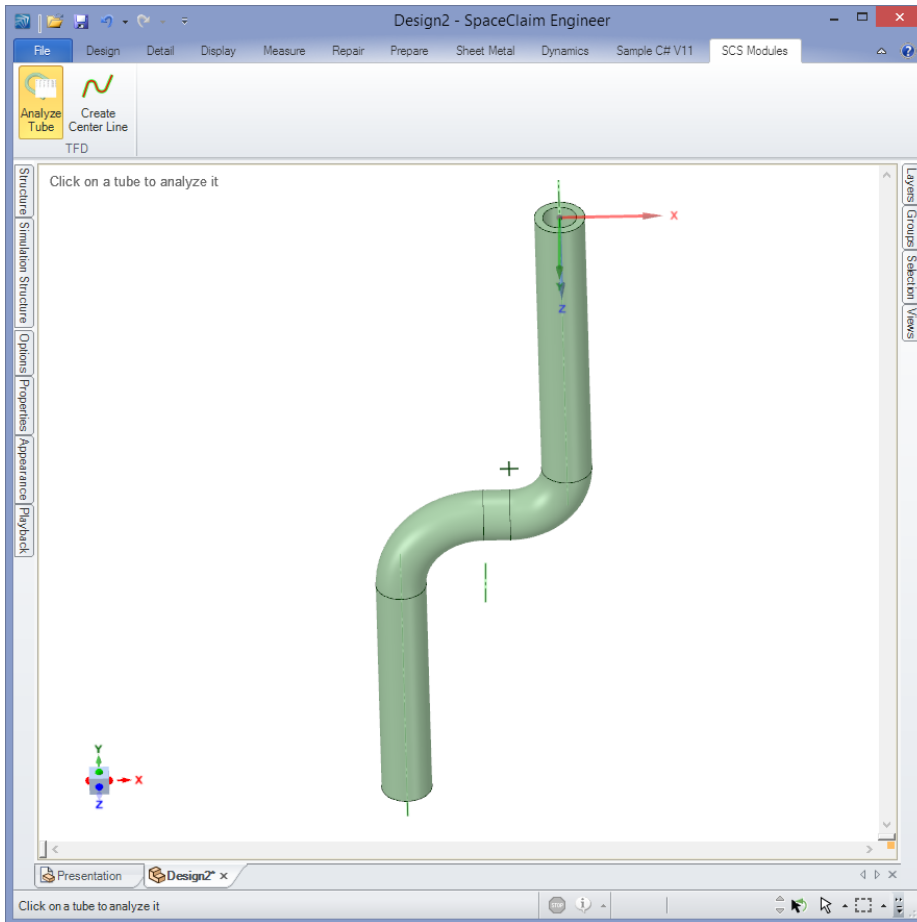 Design2 - SpaceClaim Engineer
File Design Detail Display Measure Repair Prepare Sheet Metal Dynamics Sample C# V11 SCS Modules
Analyze Tube
Create Center Line
TFD
Click on a tube to analyze it
Structure
Simulation Structure
Options
Properties
Appearance
Playback
Layers
Groups
Selection
Views
X
Z
Y
X
Z
Presentation
Design2*
Click on a tube to analyze it
STOP